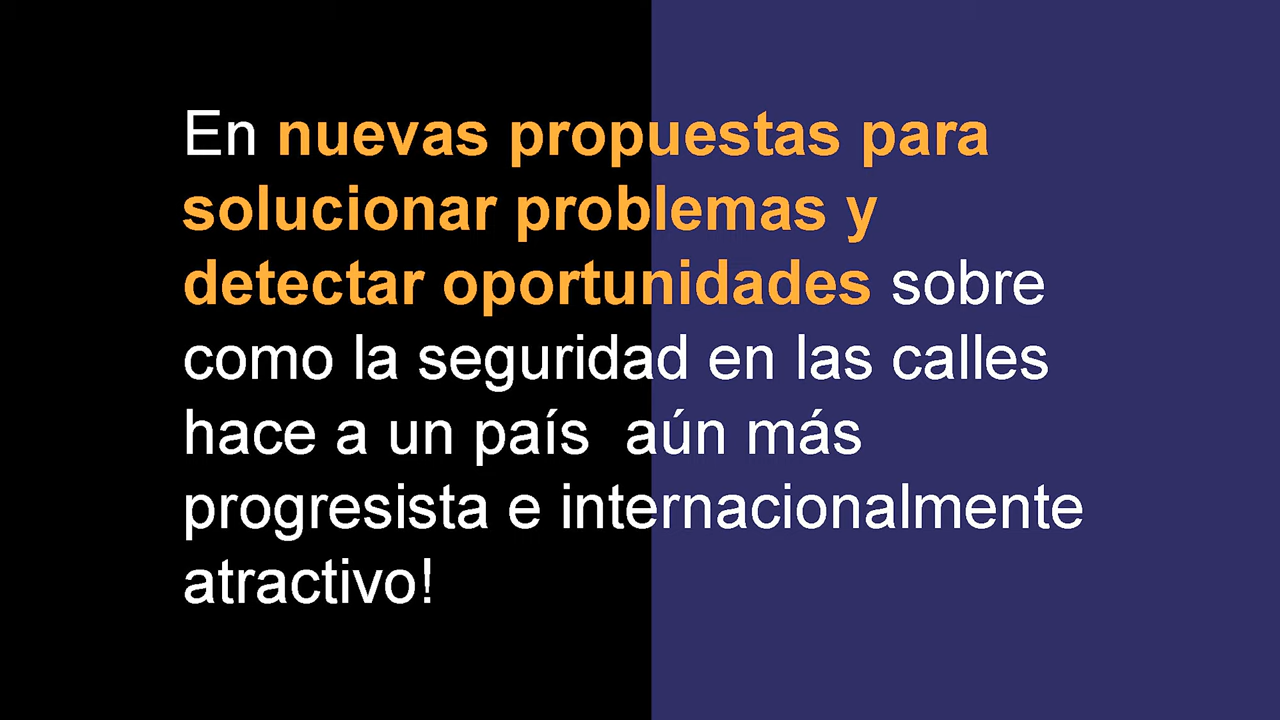 En nuevas propuestas para
solucionar problemas y
detectar oportunidades sobre
como la seguridad en las calles
hace a un país  aún más
progresista e internacionalmente
atractivo!